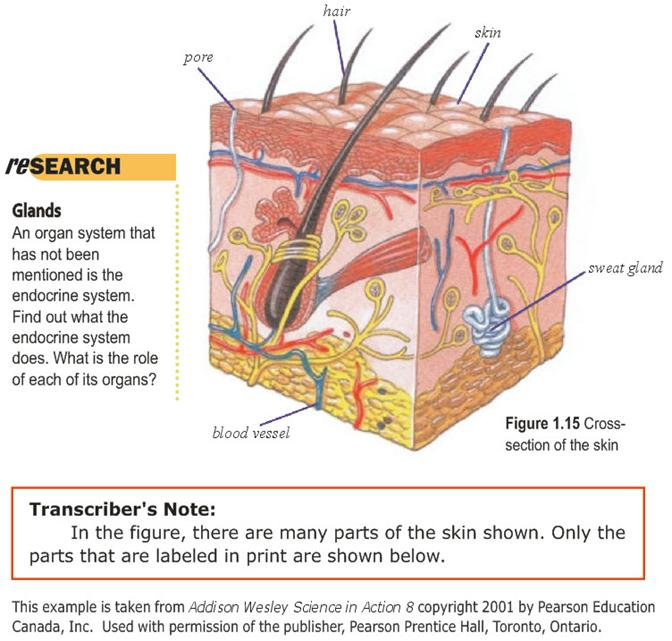 hair
skin
pore
reSEARCH
Glands
An organ system that
has not been
mentioned is the
endocrine system.
Find out what the
endocrine system
does. What is the role
of each of its organs?
sweat gland
blood vessel
Figure 1.15 Cross-
section of the skin
Transcriber's Note:
In the figure, there are many parts of the skin shown. Only the
parts that are labeled in print are shown below.
This example is taken from Addison Wesley Science in Action 8 copyright 2001 by Pearson Education
Canada, Inc. Used with permission of the publisher, Pearson Prentice Hall, Toronto, Ontario.